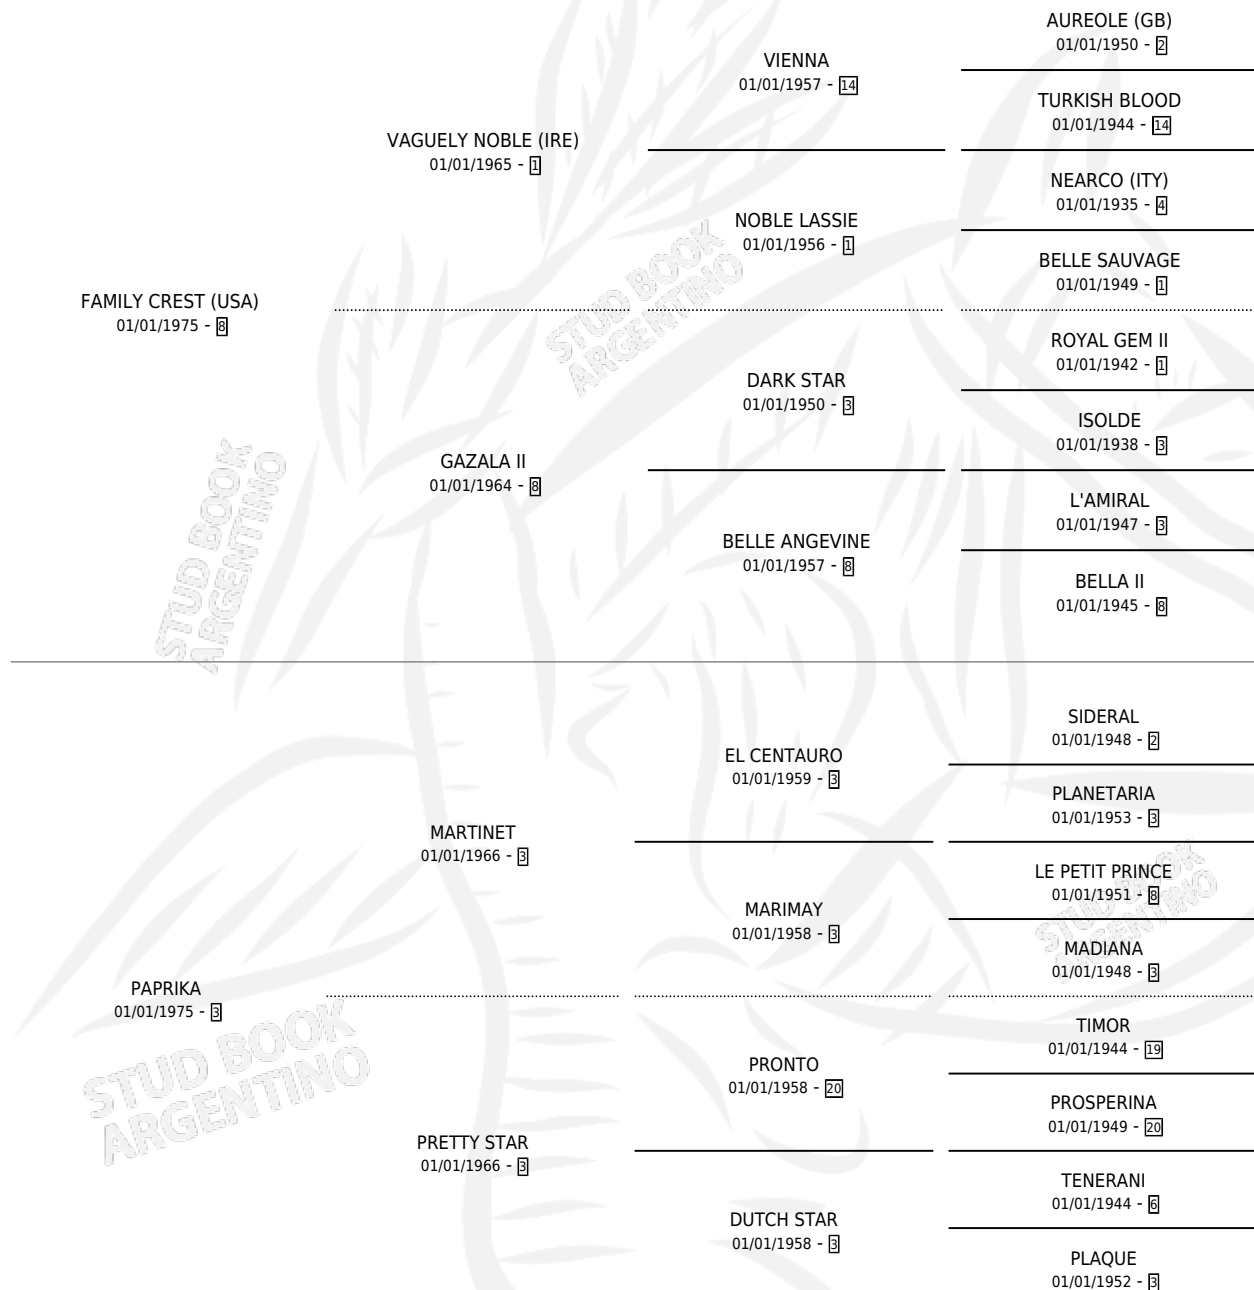 AUREOLE (GB)
01/01/1950 - 2
VIENNA
01/01/1957 - 14
TURKISH BLOOD
01/01/1944 - 14
VAGUELY NOBLE (IRE)
01/01/1965 - 1
NEARCO (ITY)
01/01/1935 - 4
NOBLE LASSIE
01/01/1956 - 1
BELLE SAUVAGE
01/01/1949 - 1
FAMILY CREST (USA)
01/01/1975 - 8
ROYAL GEM II
01/01/1942 - 1
DARK STAR
01/01/1950 - 3
ISOLDE
01/01/1938 - 3
GAZALA II
01/01/1964 - 8
L'AMIRAL
01/01/1947 - 3
BELLE ANGEVINE
01/01/1957 - 8
BELLA II
01/01/1945 - 8
SIDERAL
01/01/1948 - 2
EL CENTAURO
01/01/1959 - 3
PLANETARIA
01/01/1953 - 3
MARTINET
01/01/1966 - 3
LE PETIT PRINCE
01/01/1951 - 8
MARIMAY
01/01/1958 - 3
MADIANA
01/01/1948 - 3
PAPRIKA
01/01/1975 - 3
TIMOR
01/01/1944 - 19
PRONTO
01/01/1958 - 20
PROSPERINA
01/01/1949 - 20
PRETTY STAR
01/01/1966 - 3
TENERANI
01/01/1944 - 6
DUTCH STAR
01/01/1958 - 3
PLAQUE
01/01/1952 - 3
STUD BOOK
ARGENTINO
STUD BOOK
ARGENTINO
STUD BOOK
ARGENTINO
STUD BOOK
ARGENTINO